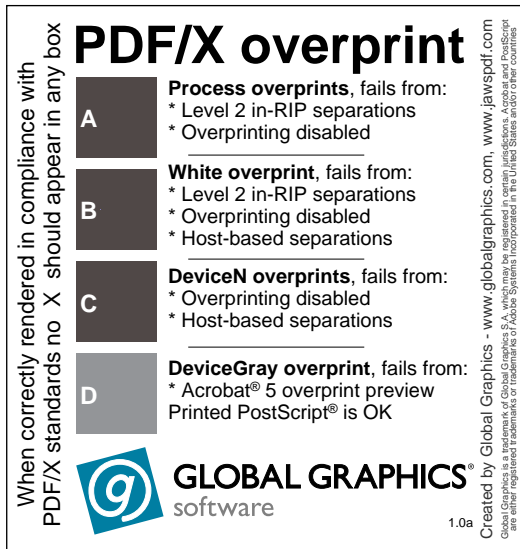 PDF/X overprint
When correctly rendered in compliance with
PDF/X standards no X should appear in any box
A
Process overprints, fails from:
* Level 2 in-RIP separations
* Overprinting disabled
B
White overprint, fails from:
* Level 2 in-RIP separations
* Overprinting disabled
* Host-based separations
C
DeviceN overprints, fails from:
* Overprinting disabled
* Host-based separations
D
DeviceGray overprint, fails from:
* Acrobat® 5 overprint preview
Printed PostScript® is OK
g
GLOBAL GRAPHICS®
software
1.0a
Created by Global Graphics - www.globalgraphics.com, www.jawspdf.com
Global Graphics is a trademark of Global Graphics S.A. which may be registered in certain jurisdictions. Acrobat and PostScript
are either registered trademarks or trademarks of Adobe Systems Incorporated in the United States and/or other countries